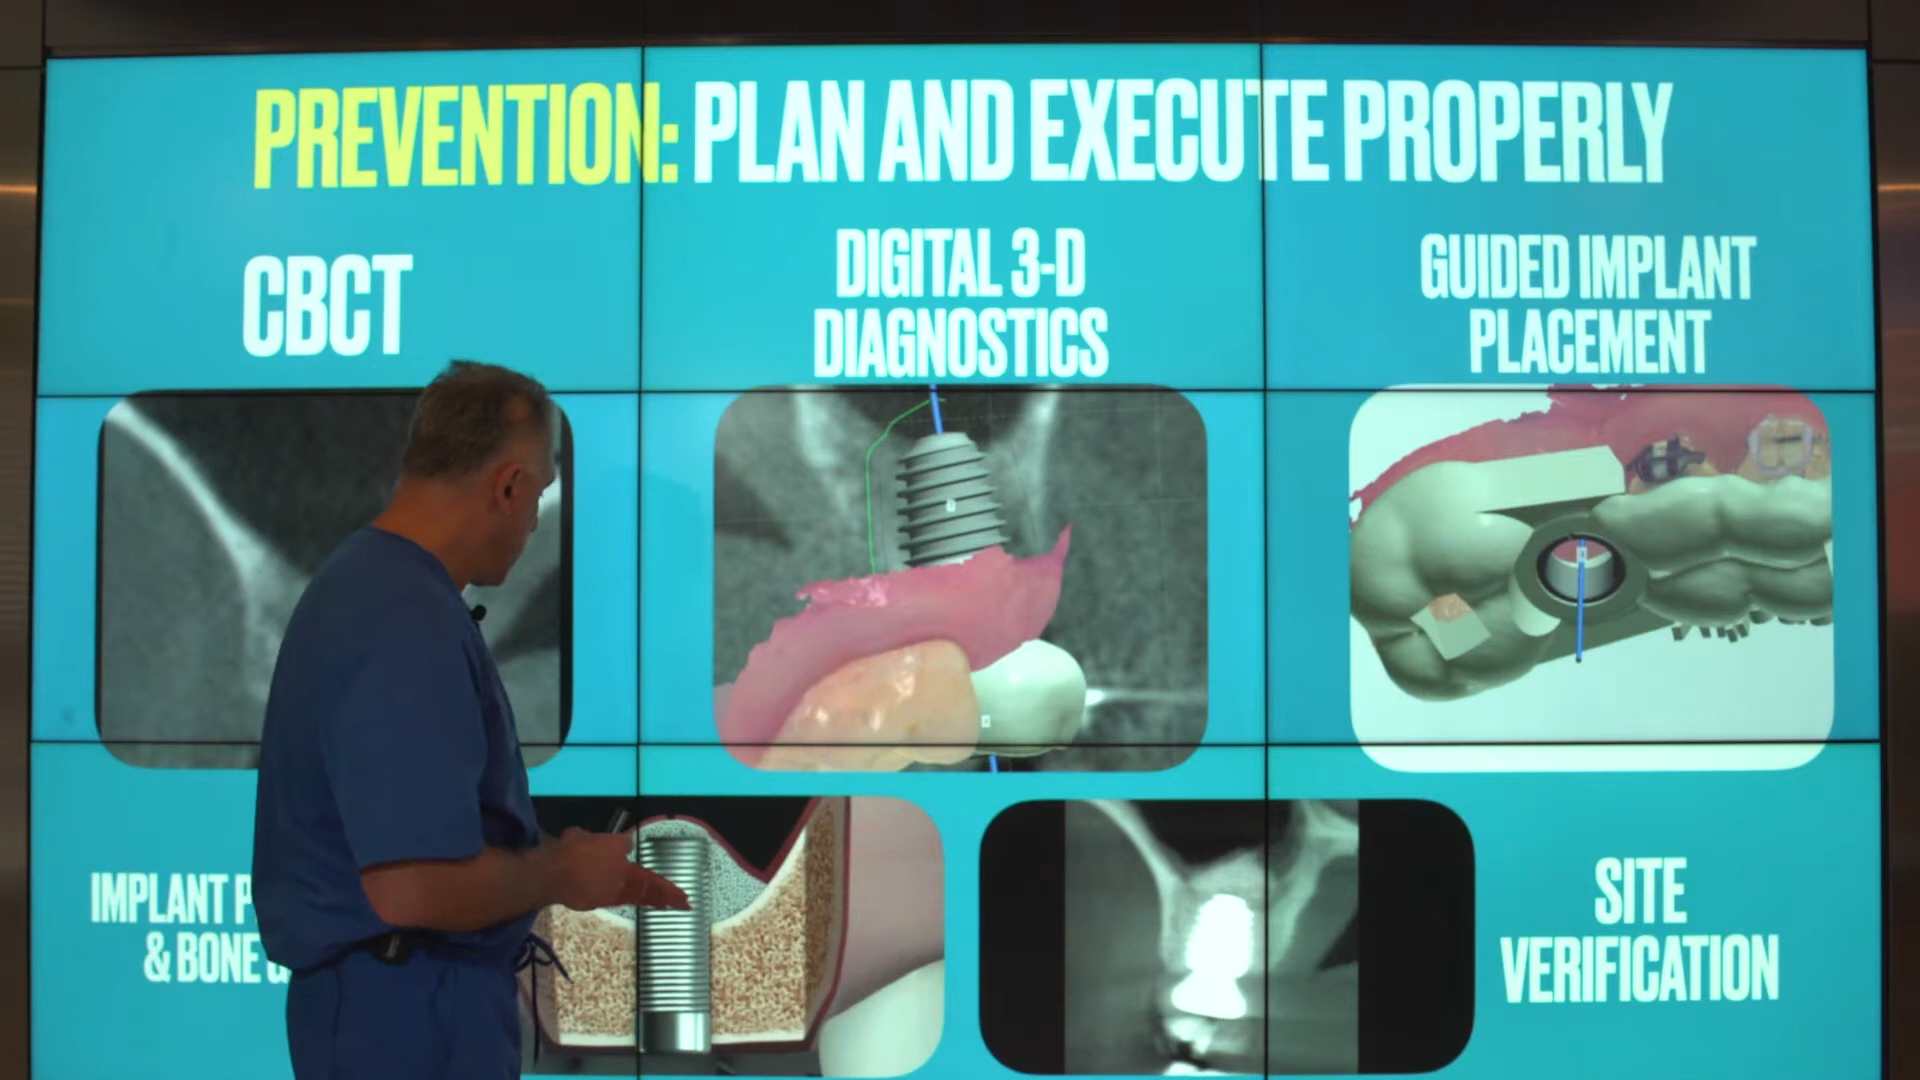 PREVENTION: PLAN AND EXECUTE PROPERLY
CBCT
DIGITAL 3-D
DIAGNOSTICS
GUIDED IMPLANT
PLACEMENT
IMPLANT
& BONE
SITE
VERIFICATION